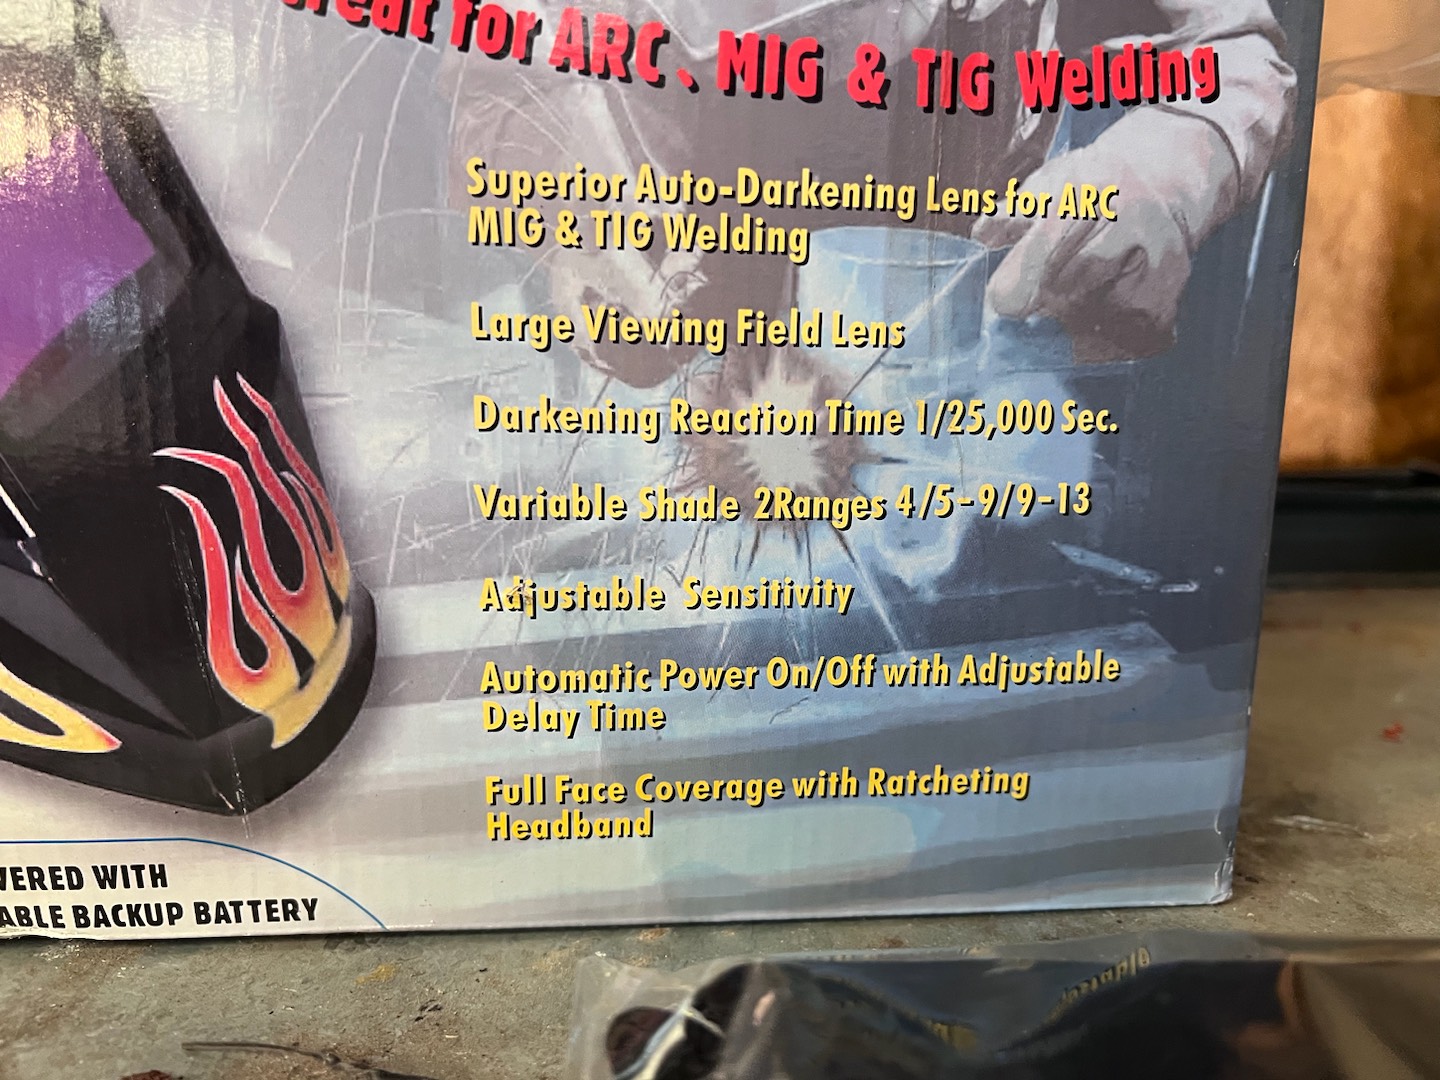 Great for ARC、MIG & TIG Welding
Superior Auto-Darkening Lens for ARC
MIG & TIG Welding
Large Viewing Field Lens
Darkening Reaction Time 1/25,000 Sec.
Variable Shade 2Ranges 4/5-9/9-13
Adjustable Sensitivity
Automatic Power On/Off with Adjustable
Delay Time
Full Face Coverage with Ratcheting
Headband
WITH
BACKUP BATTERY